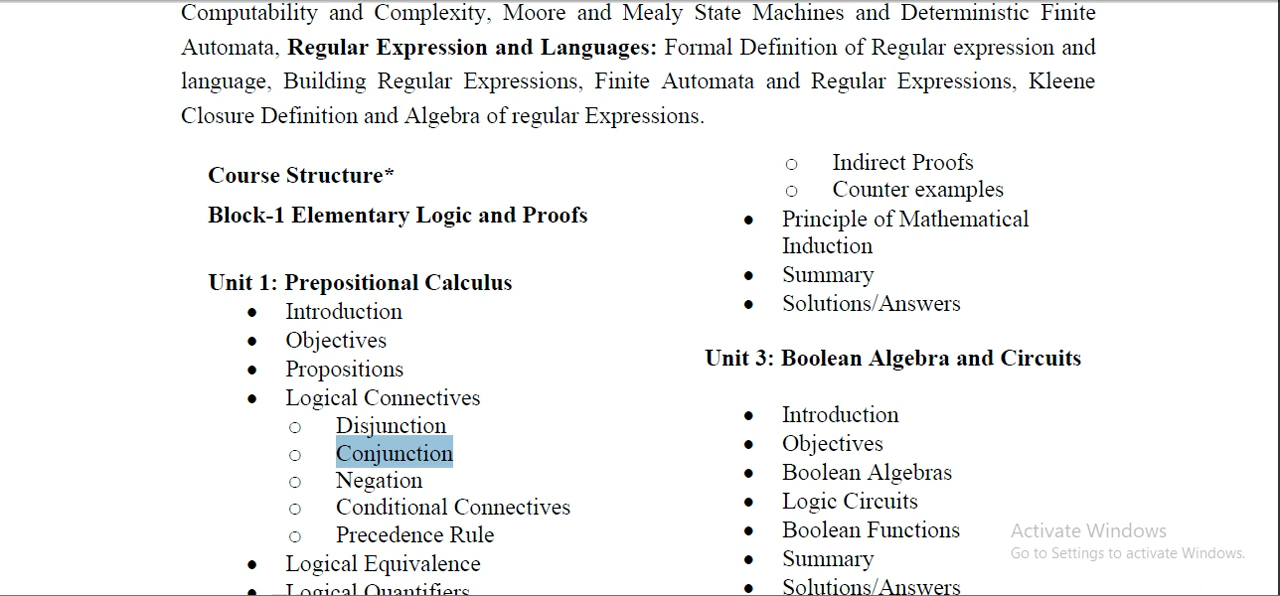 Computability and Complexity, Moore and Mealy State Machines and Deterministic Finite
Automata, Regular Expression and Languages: Formal Definition of Regular expression and
language, Building Regular Expressions, Finite Automata and Regular Expressions, Kleene
Closure Definition and Algebra of regular Expressions.
Course Structure*
Block-1 Elementary Logic and Proofs
Unit 1: Prepositional Calculus
• Introduction
• Objectives
• Propositions
• Logical Connectives
○ Disjunction
○ Conjunction
○ Negation
○ Conditional Connectives
○ Precedence Rule
• Logical Equivalence
• Logical Quantifiers
○ Indirect Proofs
○ Counter examples
• Principle of Mathematical
Induction
• Summary
• Solutions/Answers
Unit 3: Boolean Algebra and Circuits
• Introduction
• Objectives
• Boolean Algebras
• Logic Circuits
• Boolean Functions
• Summary
• Solutions/Answers
Activate Windows
Go to Settings to activate Windows.